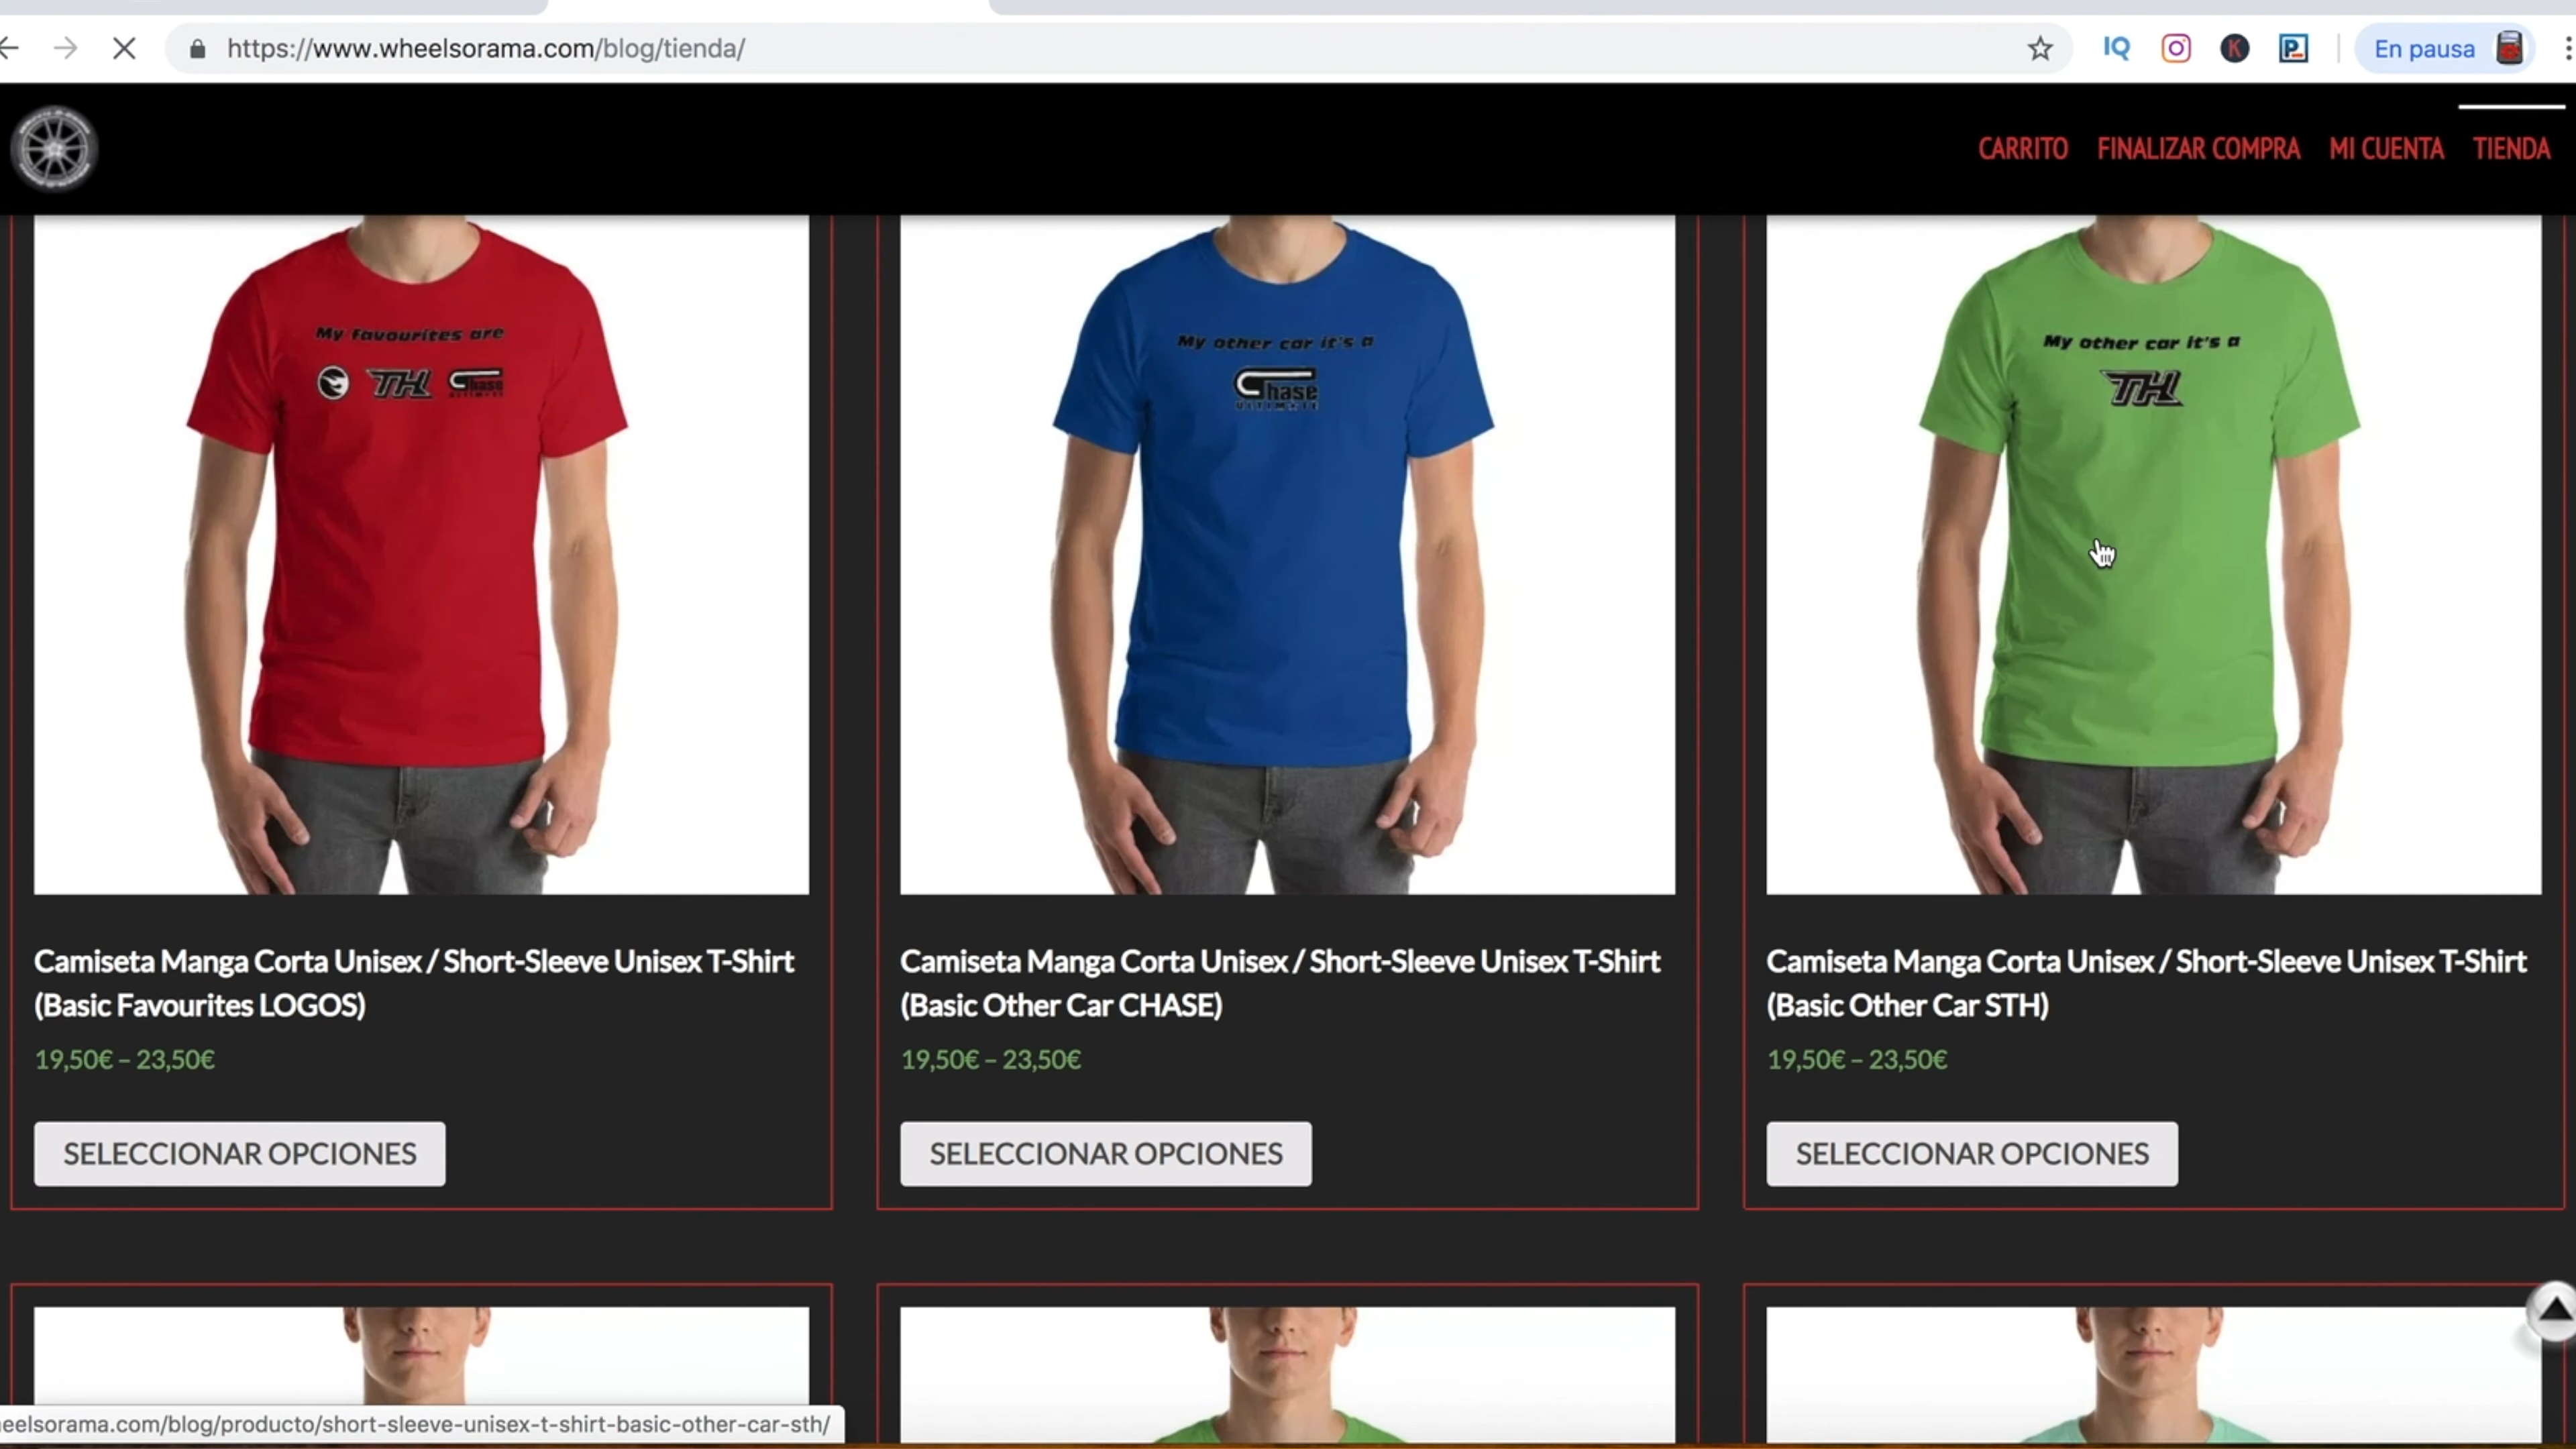 https://www.wheelsorama.com/blog/tienda/
IQ
K
P
En pausa
CARRITO
FINALIZAR COMPRA
MI CUENTA
TIENDA
My favourites are
TH
Chase
My other car it's a
Chase
ULTIMATE
My other car it's a
TH
Camiseta Manga Corta Unisex / Short-Sleeve Unisex T-Shirt
(Basic Favourites LOGOS)
19,50€ – 23,50€
SELECCIONAR OPCIONES
Camiseta Manga Corta Unisex / Short-Sleeve Unisex T-Shirt
(Basic Other Car CHASE)
19,50€ – 23,50€
SELECCIONAR OPCIONES
Camiseta Manga Corta Unisex / Short-Sleeve Unisex T-Shirt
(Basic Other Car STH)
19,50€ – 23,50€
SELECCIONAR OPCIONES
eelsorama.com/blog/producto/short-sleeve-unisex-t-shirt-basic-other-car-sth/